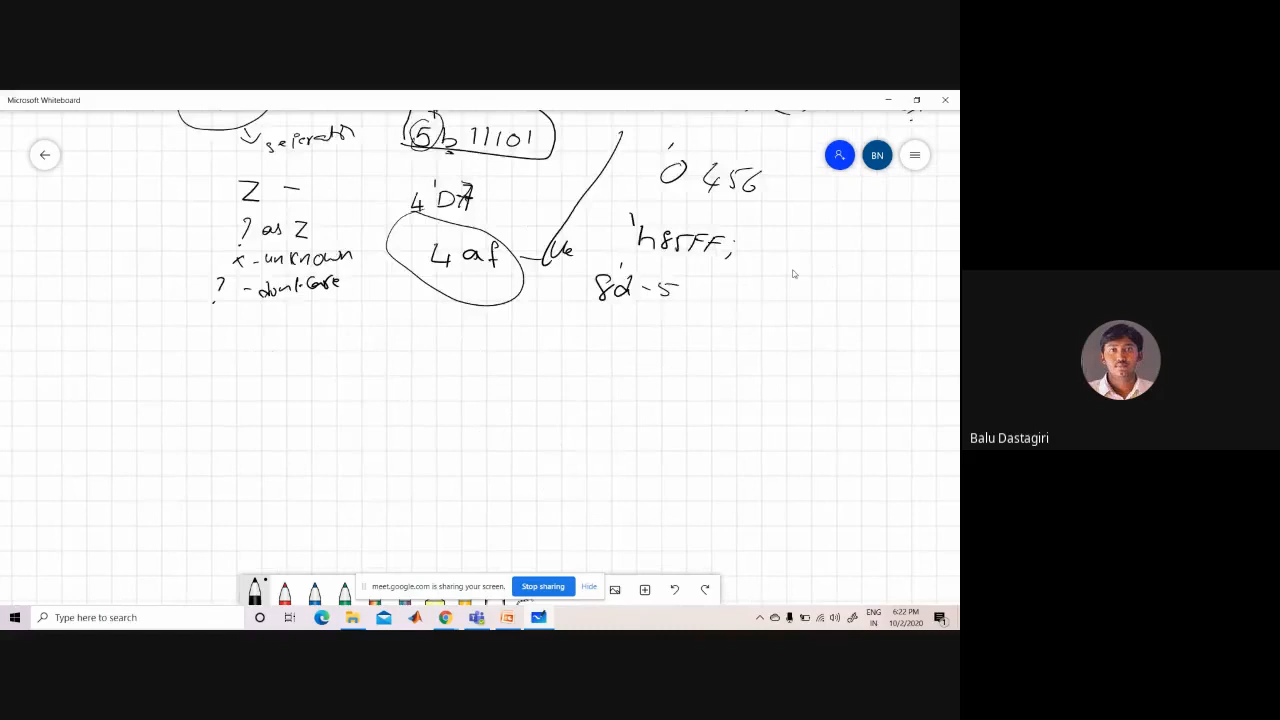 Microsoft Whiteboard
seperation
5'b 11101
Z -
? as Z
x - unknown
? - dont care
4'D7
4 af
'O 456
'h85FF;
8'd -5
BN
Balu Dastagiri
meet.google.com is sharing your screen.
Stop sharing
Hide
Type here to search
ENG
IN
6:22 PM
10/2/2020